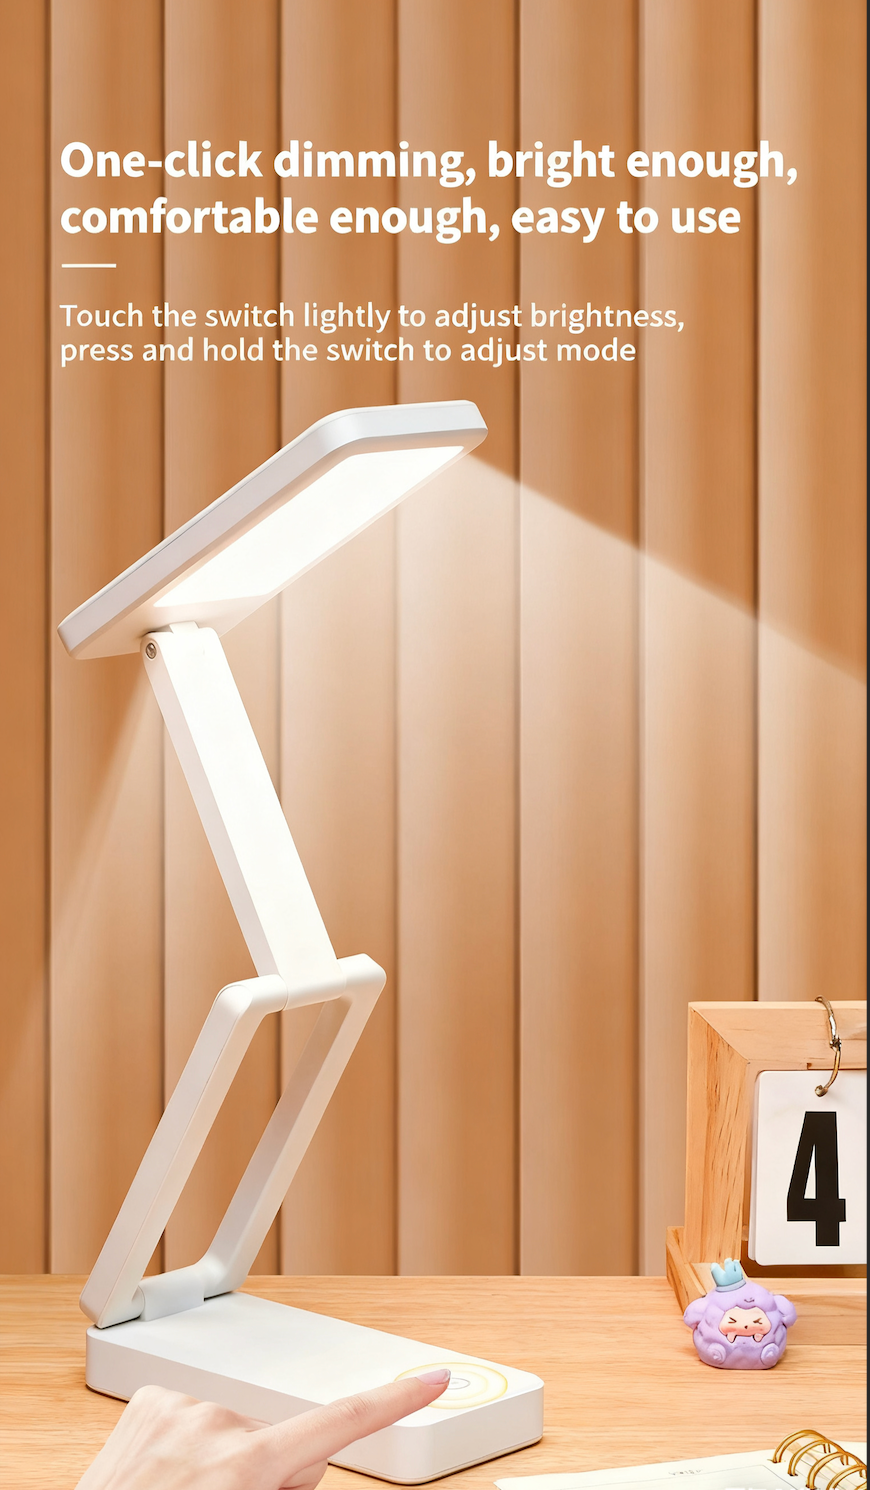 One-click dimming, bright enough,
comfortable enough, easy to use
Touch the switch lightly to adjust brightness,
press and hold the switch to adjust mode
4